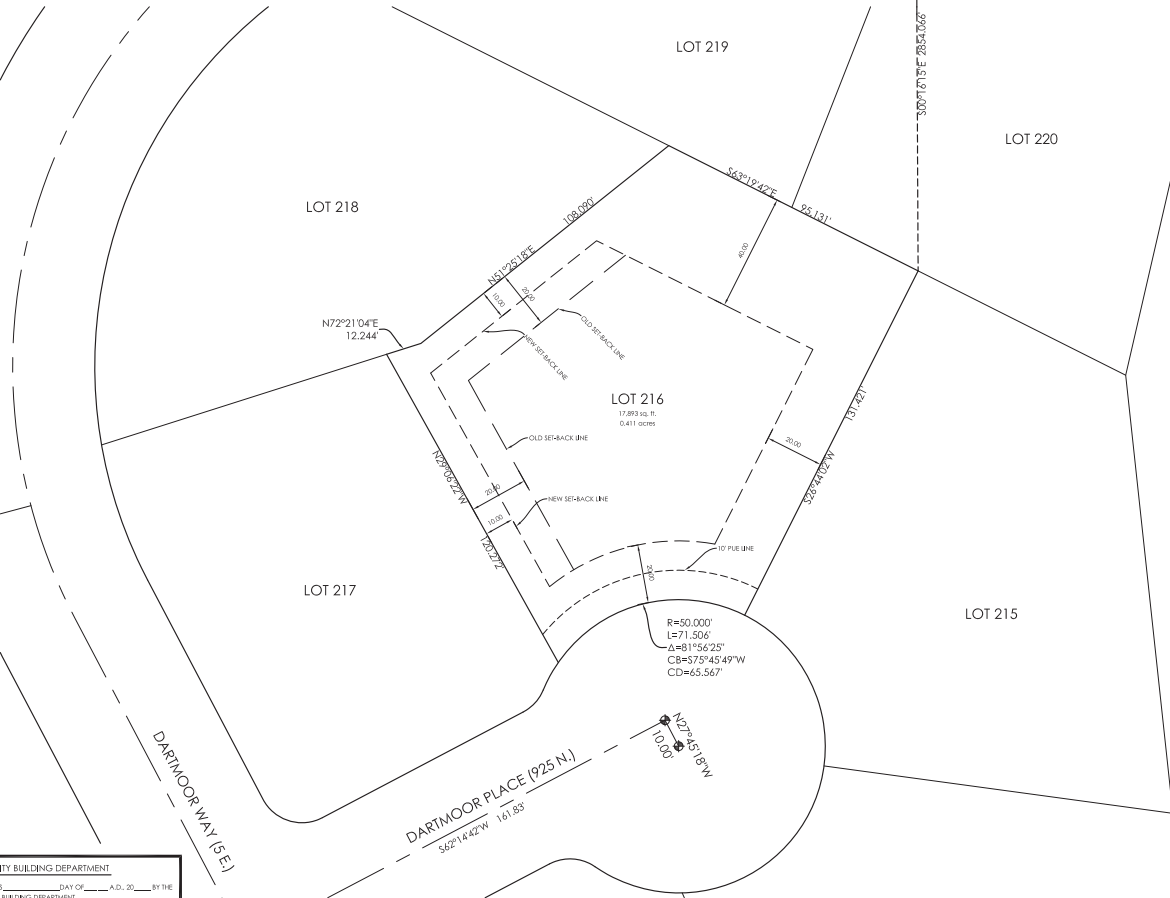 LOT 219
S00°16'15"E 2854.066'
LOT 220
S63°19'42"E
95.131'
LOT 218
108.090'
N51°25'18"E
40.00
10.00
20.00
N72°21'04"E
12.244'
OLD SET-BACK LINE
NEW SET-BACK LINE
LOT 216
17,893 sq. ft.
0.411 acres
131.421'
S26°44'02"W
20.00
OLD SET-BACK LINE
N29°06'22"W
20.00
NEW SET-BACK LINE
10.00
120.272'
20.00
10' PUE LINE
LOT 217
LOT 215
R=50.000'
L=71.506'
Δ=81°56'25"
CB=S75°45'49"W
CD=65.567'
N27°45'18"W
10.00'
DARTMOOR PLACE (925 N.)
S62°14'42"W 161.83'
DARTMOOR WAY (5 E.)
BUILDING DEPARTMENT
DAY OF____ A.D., 20____ BY THE
BUILDING DEPARTMENT